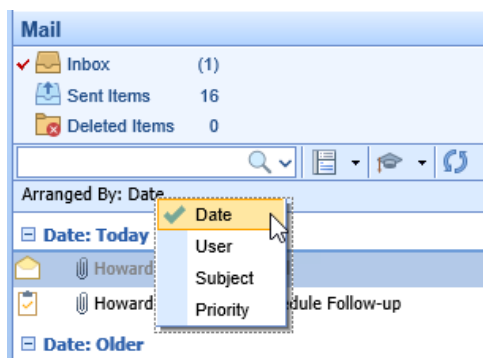 Mail
Inbox (1)
Sent Items 16
Deleted Items 0
Arranged By: Date
Date
Date: Today
User
Howard
Subject
Howard dule Follow-up
Priority
Date: Older